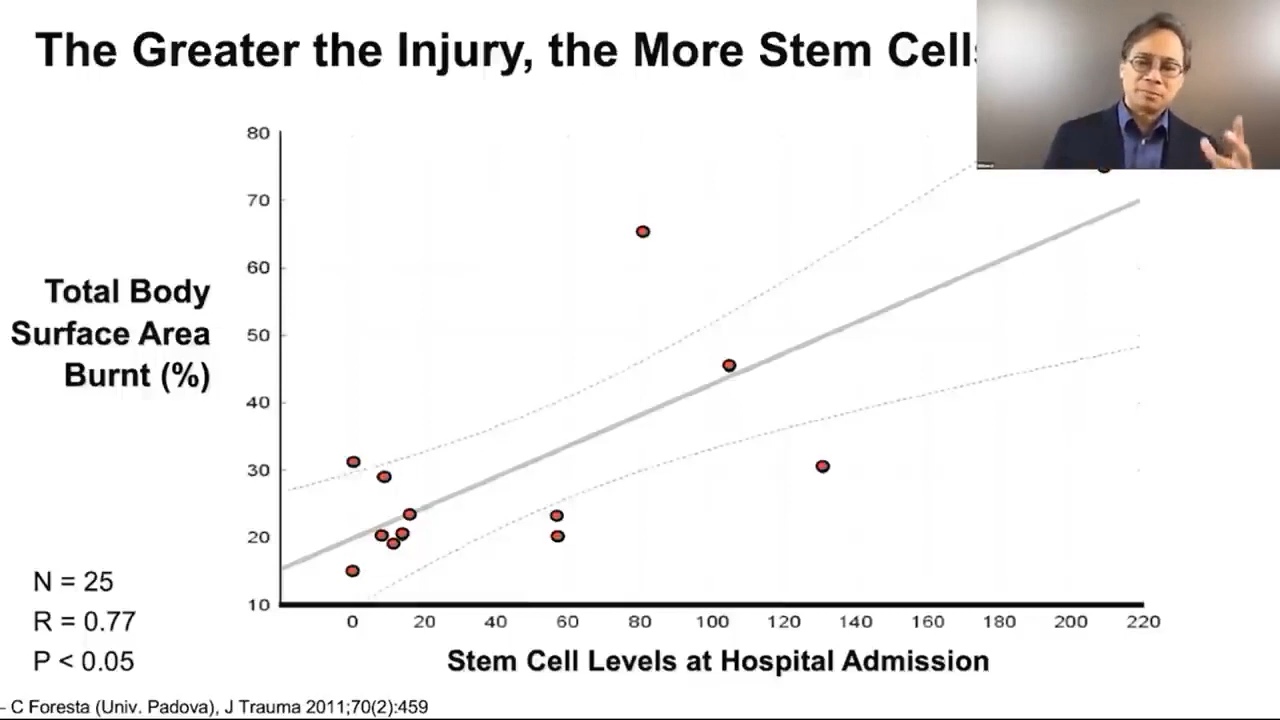 The Greater the Injury, the More Stem Cells
80
70
60
50
40
30
20
10
Total Body
Surface Area
Burnt (%)
N = 25
R = 0.77
P < 0.05
0 20 40 60 80 100 120 140 160 180 200 220
Stem Cell Levels at Hospital Admission
– C Foresta (Univ. Padova), J Trauma 2011;70(2):459